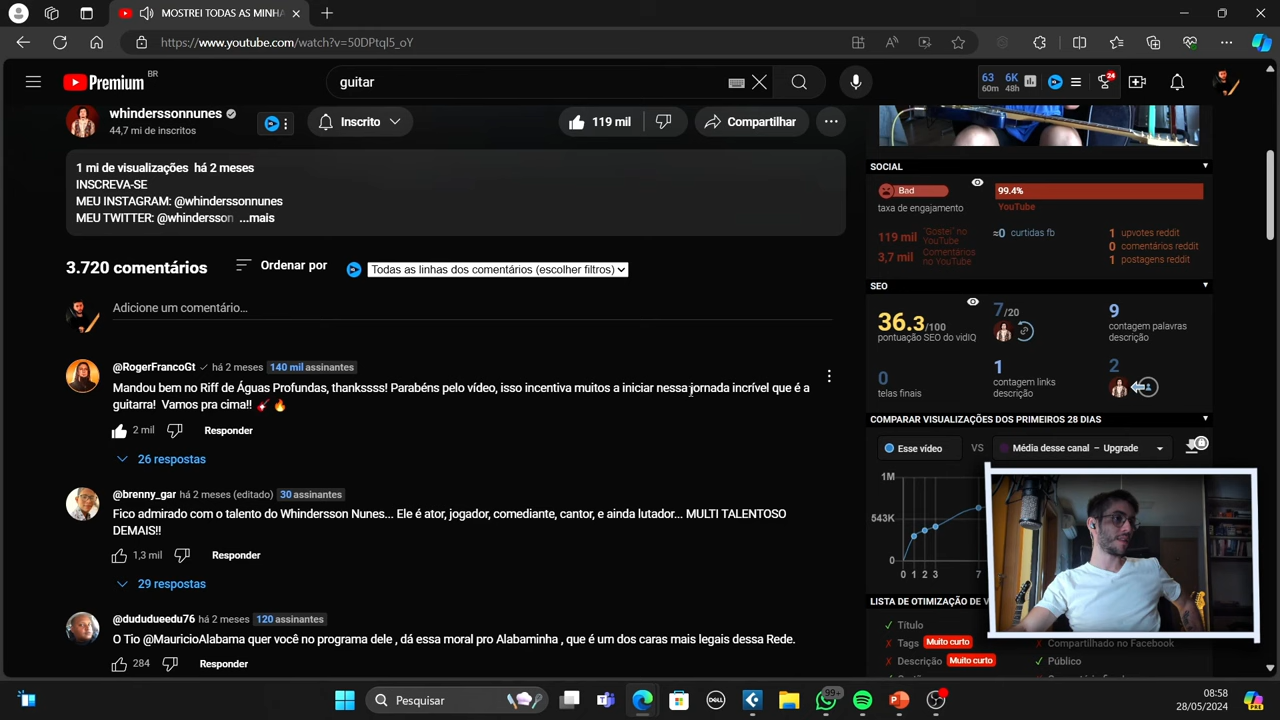 MOSTREI TODAS AS MINHA
https://www.youtube.com/watch?v=50DPtql5_oY
Premium BR
guitar
63 6K 24
60m 48h
whinderssonnunes
44,7 mi de inscritos
Inscrito
119 mil
Compartilhar
1 mi de visualizações há 2 meses
INSCREVA-SE
MEU INSTAGRAM: @whinderssonnunes
MEU TWITTER: @whindersson ...mais
3.720 comentários
Ordenar por
Todas as linhas dos comentários (escolher filtros)
Adicione um comentário...
@RogerFrancoGt há 2 meses 140 mil assinantes
Mandou bem no Riff de Águas Profundas, thankssss! Parabéns pelo vídeo, isso incentiva muitos a iniciar nessa jornada incrível que é a
guitarra! Vamos pra cima!! 🎸 🔥
2 mil Responder
26 respostas
@brenny_gar há 2 meses (editado) 30 assinantes
Fico admirado com o talento do Whindersson Nunes... Ele é ator, jogador, comediante, cantor, e ainda lutador... MULTI TALENTOSO
DEMAIS!!
1,3 mil Responder
29 respostas
@dududueedu76 há 2 meses 120 assinantes
O Tio @MauricioAlabama quer você no programa dele , dá essa moral pro Alabaminha , que é um dos caras mais legais dessa Rede.
284 Responder
SOCIAL
Bad 99.4%
taxa de engajamento YouTube
119 mil "Gostei" no YouTube
3,7 mil Comentários no YouTube
≈0 curtidas fb
1 upvotes reddit
0 comentários reddit
1 postagens reddit
SEO
36.3/100
pontuação SEO do vidIQ
7/20
9
contagem palavras
descrição
0
telas finais
1
contagem links
descrição
2
COMPARAR VISUALIZAÇÕES DOS PRIMEIROS 28 DIAS
Esse vídeo VS Média desse canal – Upgrade
1M
543K
0
0 1 2 3 7
LISTA DE OTIMIZAÇÃO DE V
Título
Tags Muito curto
Compartilhado no Facebook
Descrição Muito curto
Público
Pesquisar
DELL
99+
08:58
28/05/2024
PRE